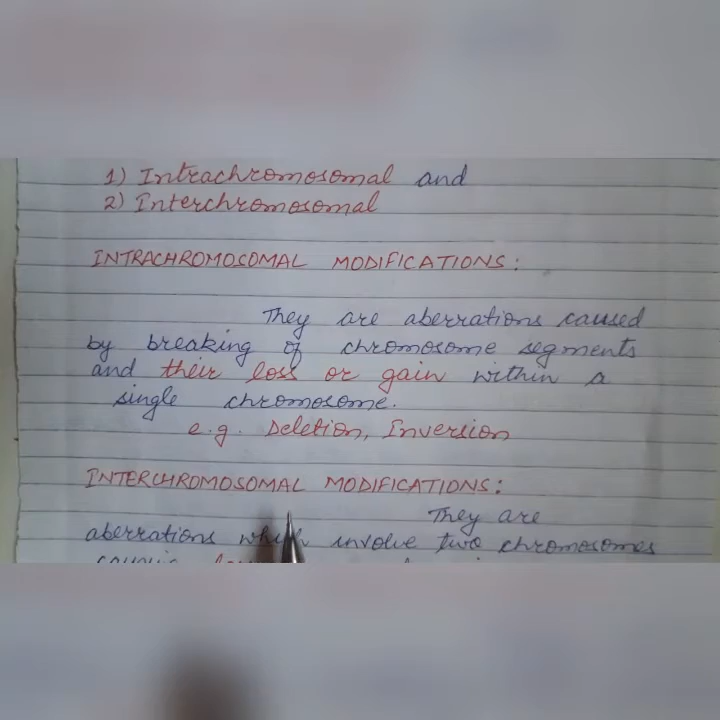 1) Intrachromosomal and
2) Interchromosomal
INTRACHROMOSOMAL MODIFICATIONS:
They are aberrations caused
by breaking of chromosome segments
and their loss or gain within a
single chromosome.
e.g. Deletion, Inversion
INTERCHROMOSOMAL MODIFICATIONS:
They are
aberrations which involve two chromosomes